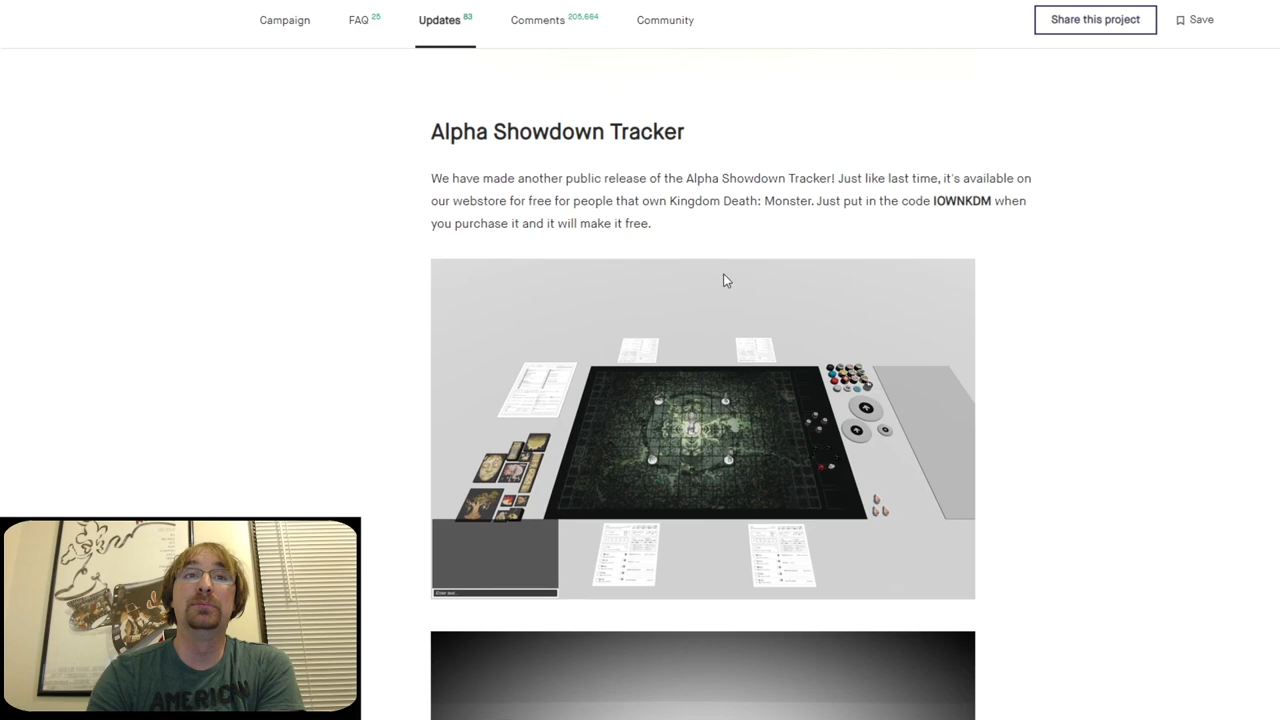 Campaign FAQ 25 Updates 83 Comments 205,664 Community Share this project Save
Alpha Showdown Tracker
We have made another public release of the Alpha Showdown Tracker! Just like last time, it's available on
our webstore for free for people that own Kingdom Death: Monster. Just put in the code IOWNKDM when
you purchase it and it will make it free.
Enter text...
AMERICAN